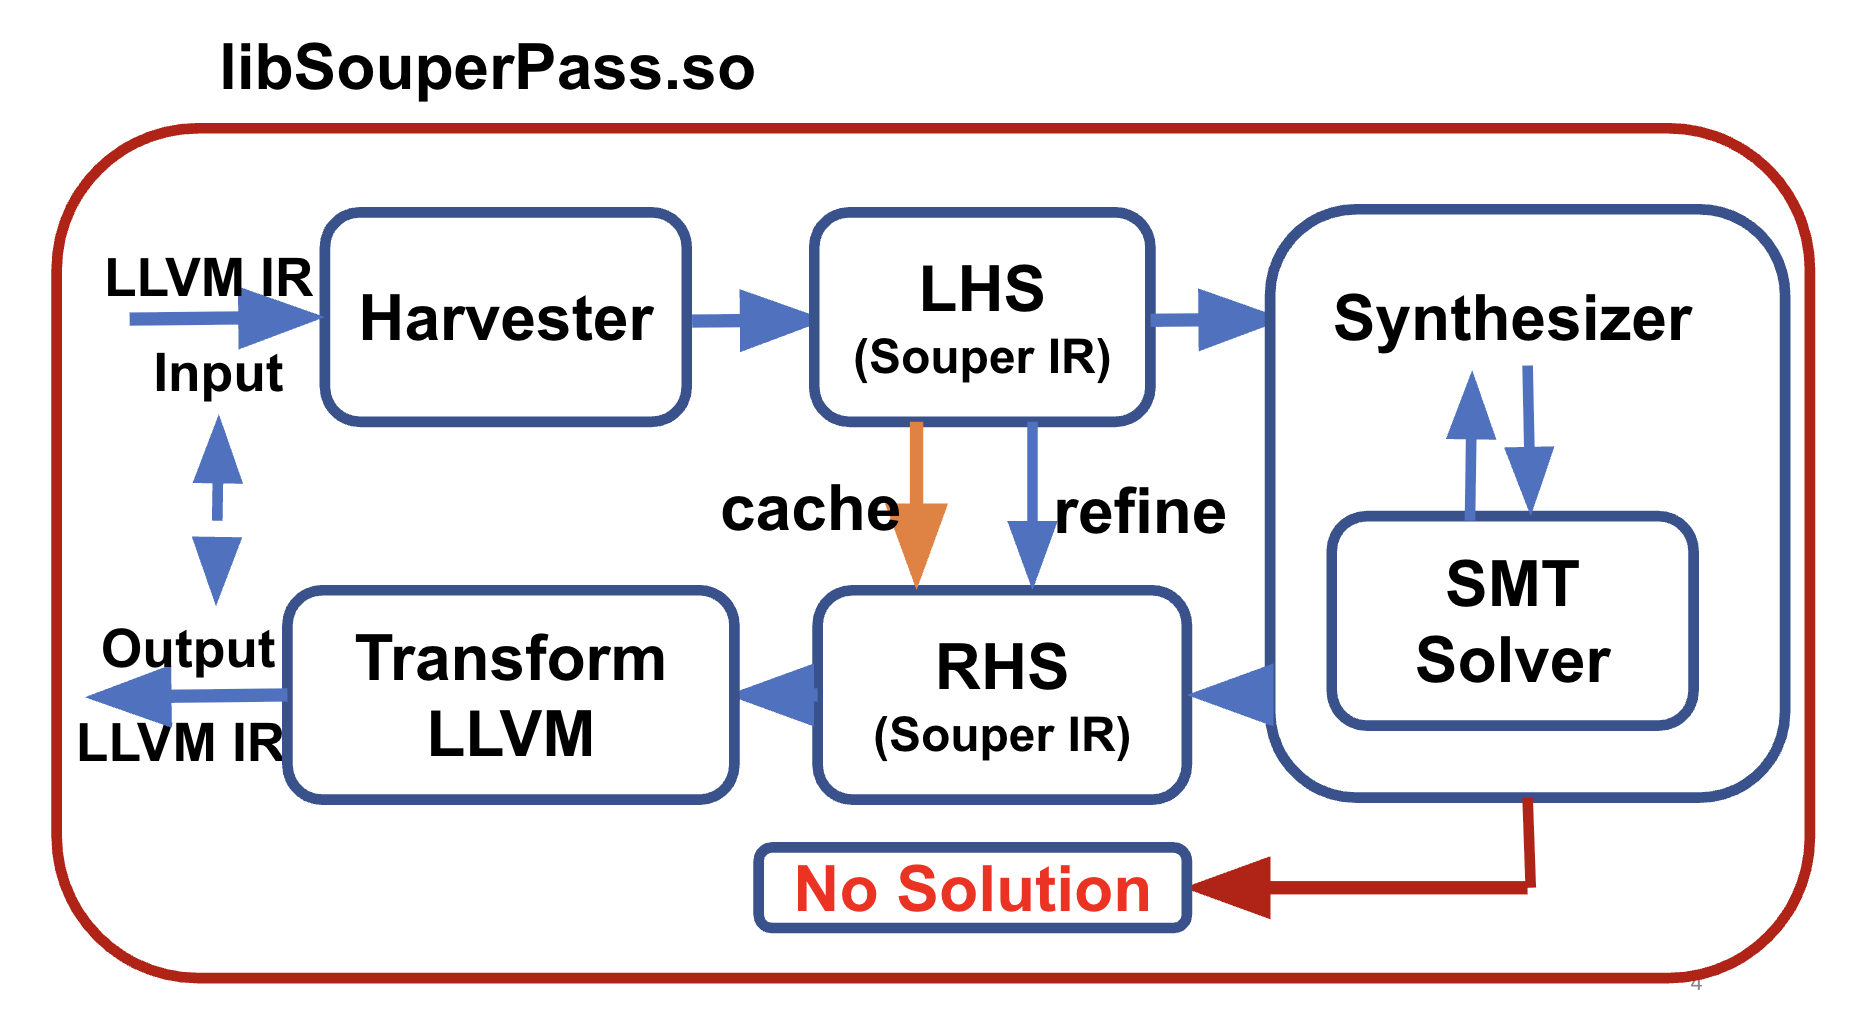 libSouperPass.so
LLVM IR
Input
Harvester
LHS
(Souper IR)
Synthesizer
cache
refine
SMT
Solver
Output
LLVM IR
Transform
LLVM
RHS
(Souper IR)
No Solution
4